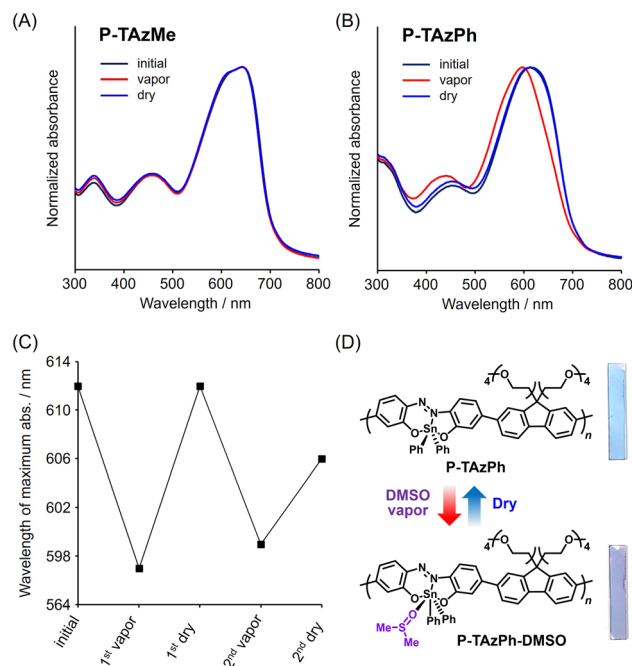 (A)
P-TAzMe
initial
vapor
dry
Normalized absorbance
300 400 500 600 700 800
Wavelength / nm
(B)
P-TAzPh
initial
vapor
dry
Normalized absorbance
300 400 500 600 700 800
Wavelength / nm
(C)
Wavelength of maximum abs. / nm
614
610
606
602
598
564
initial
1st vapor
1st dry
2nd vapor
2nd dry
(D)
4 O O 4
N N
O Sn O
Ph Ph
n
P-TAzPh
DMSO
vapor
Dry
4 O O 4
N N
O Sn O
O Ph Ph
Me S
Me
n
P-TAzPh-DMSO